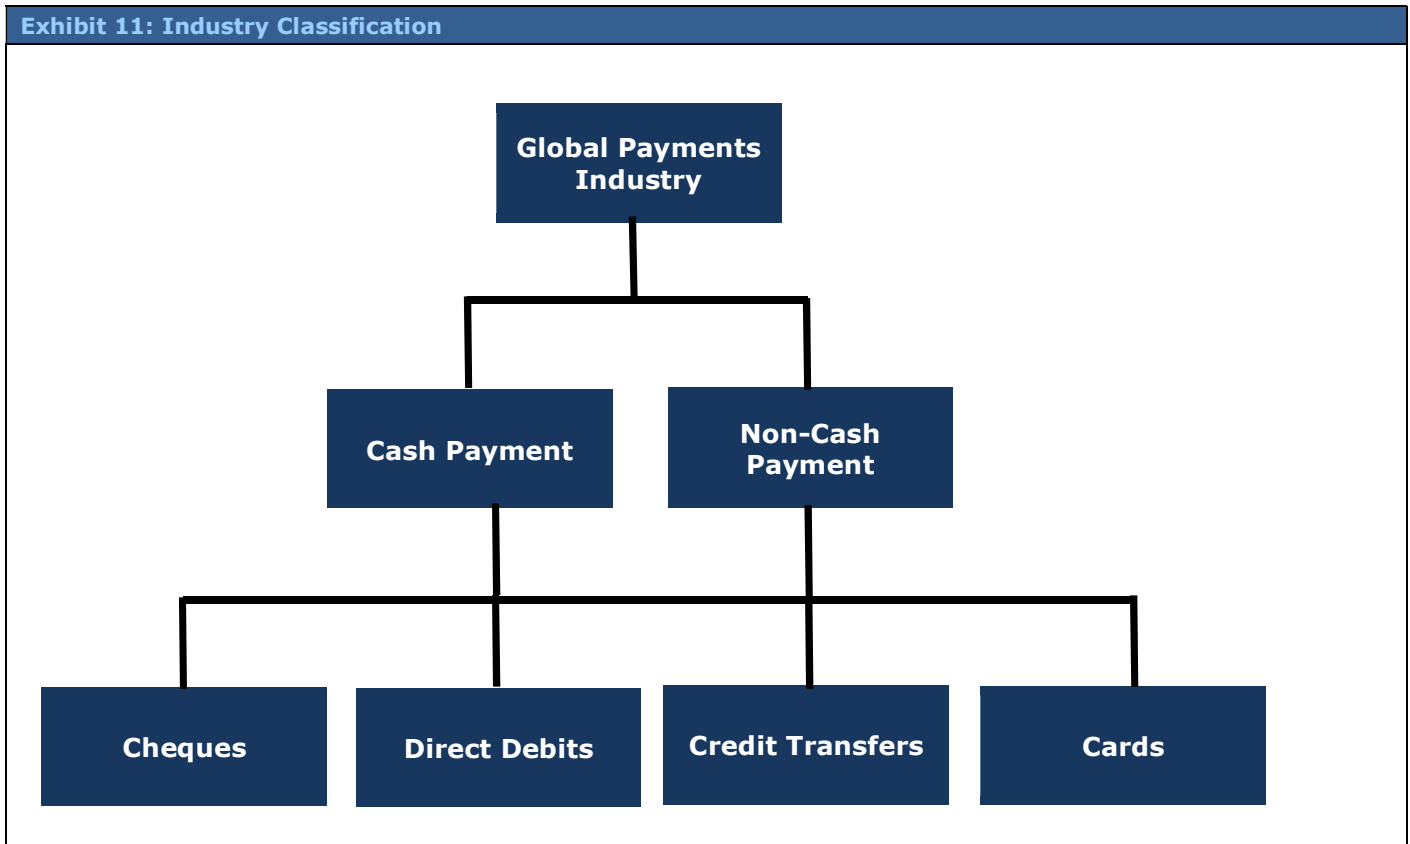 Exhibit 11: Industry Classification
Global Payments
Industry
Cash Payment
Non-Cash
Payment
Cheques
Direct Debits
Credit Transfers
Cards